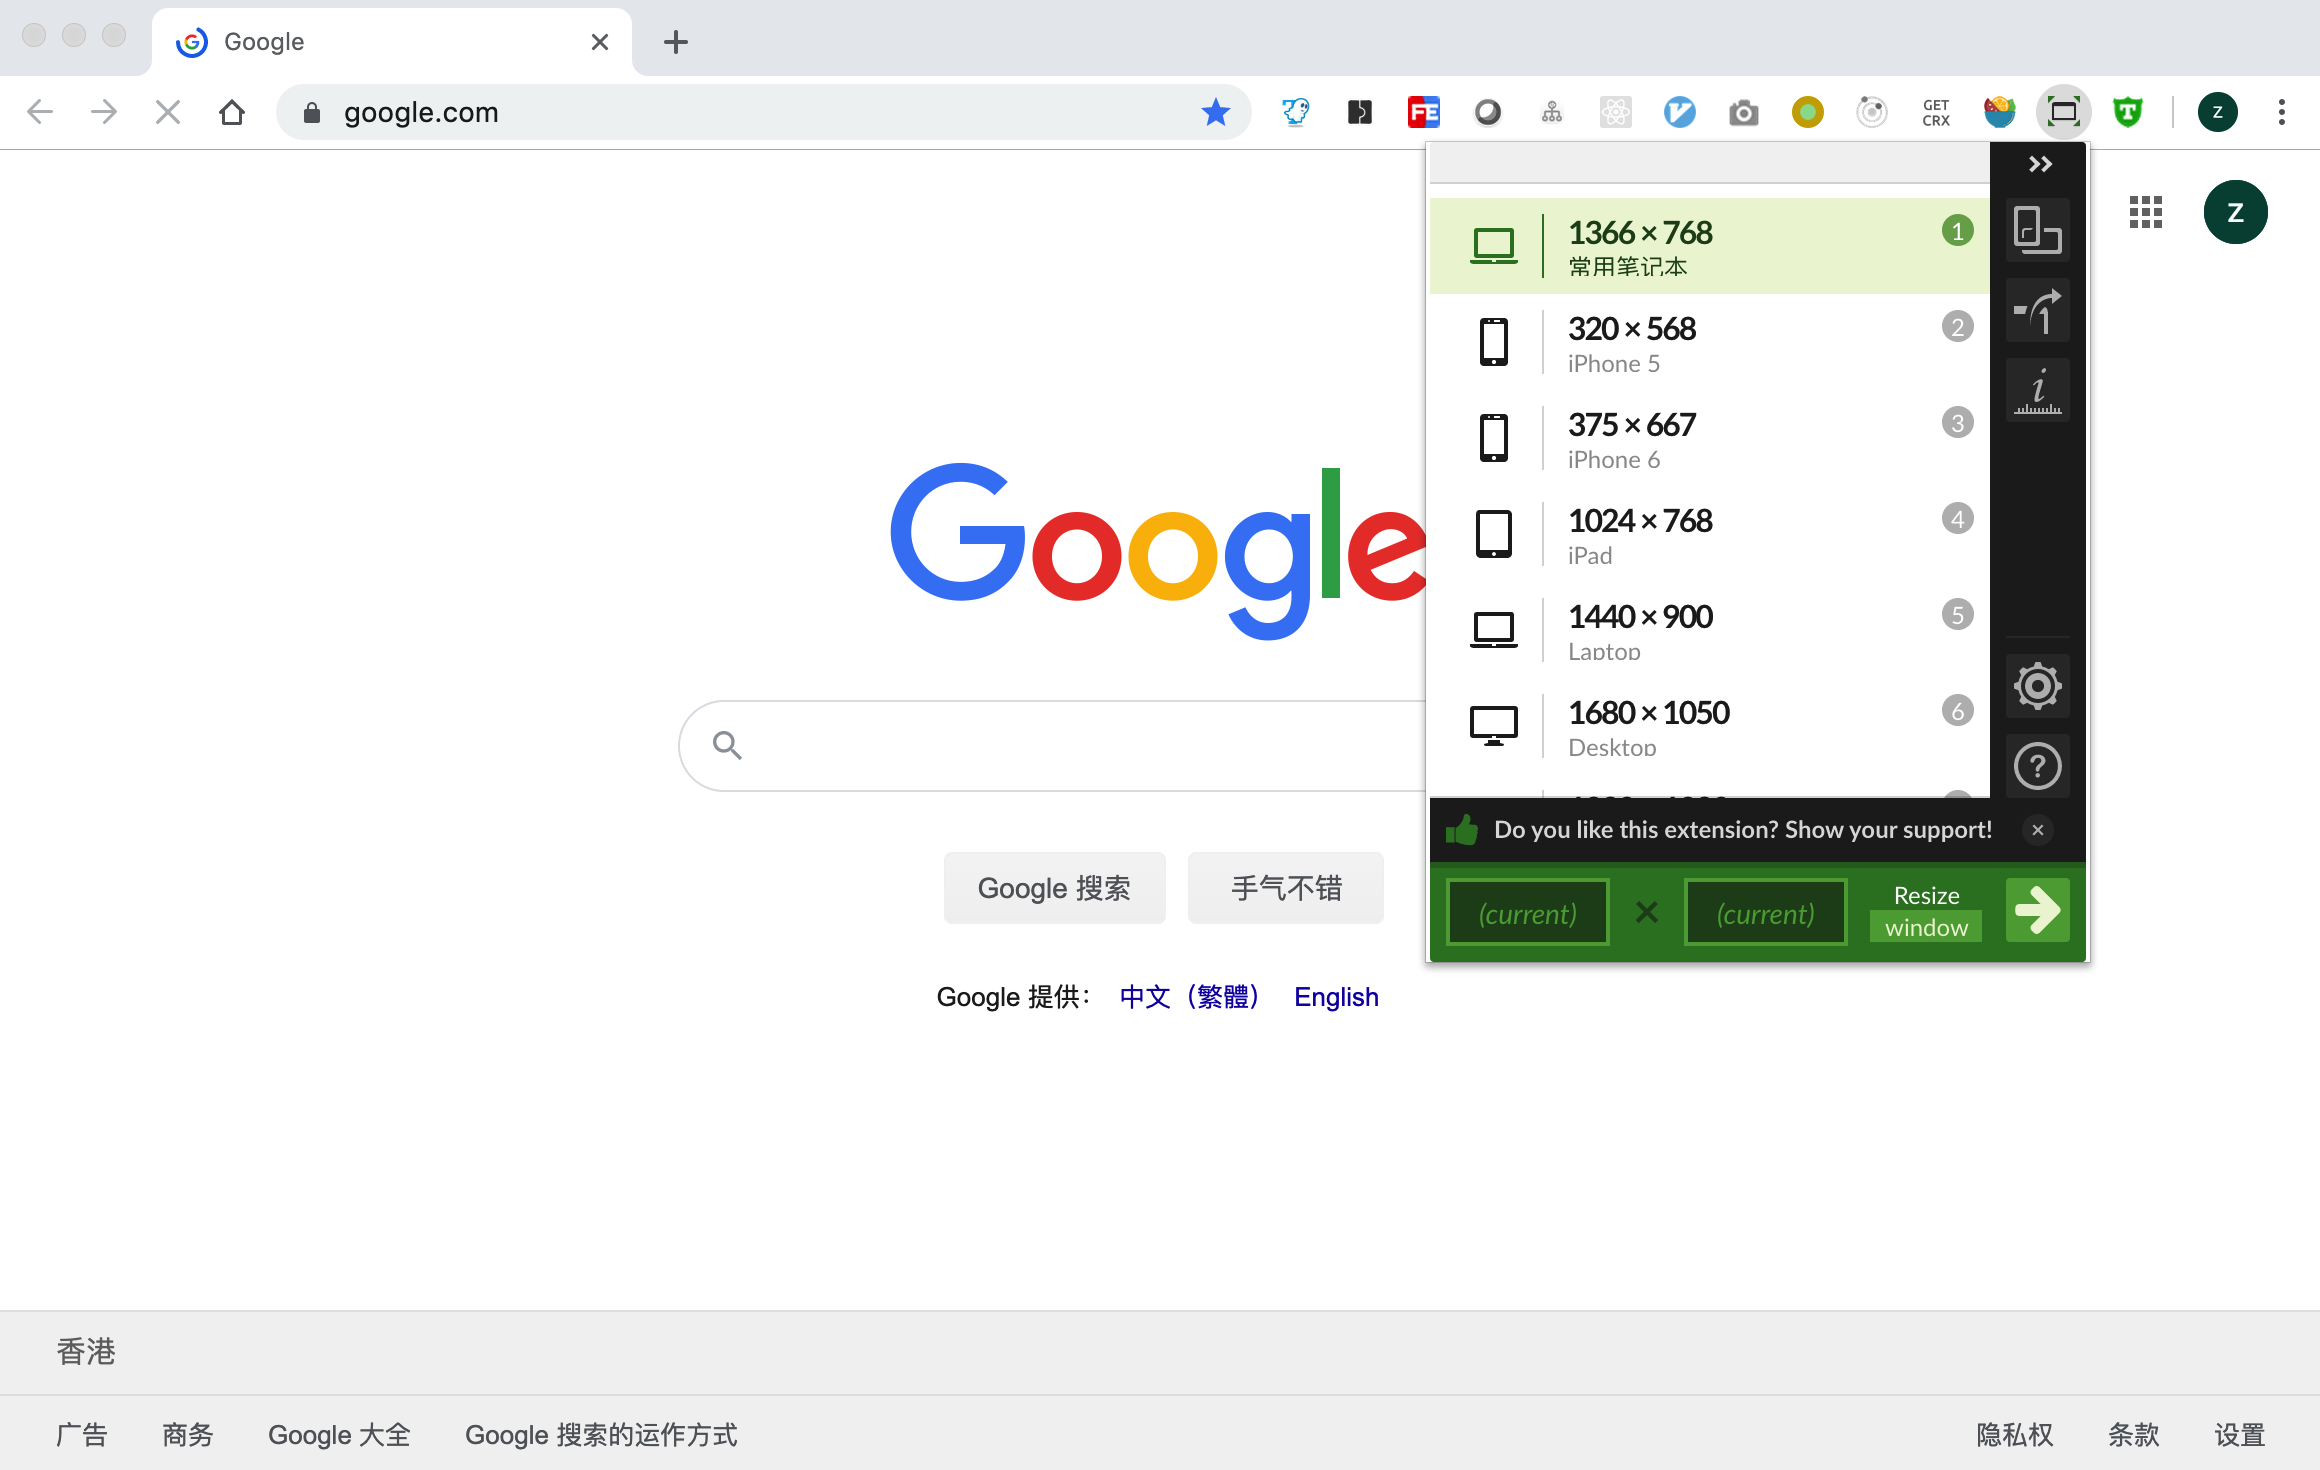 Google
google.com
FE
GET
CRX
T
Z
Z
1366 × 768
1
常用笔记本
320 × 568
2
iPhone 5
375 × 667
3
iPhone 6
1024 × 768
4
iPad
1440 × 900
5
Laptop
1680 × 1050
6
Desktop
Google
Do you like this extension? Show your support!
(current)
(current)
Resize
window
Google 搜索
手气不错
Google 提供：
中文（繁體）
English
香港
广告
商务
Google 大全
Google 搜索的运作方式
隐私权
条款
设置